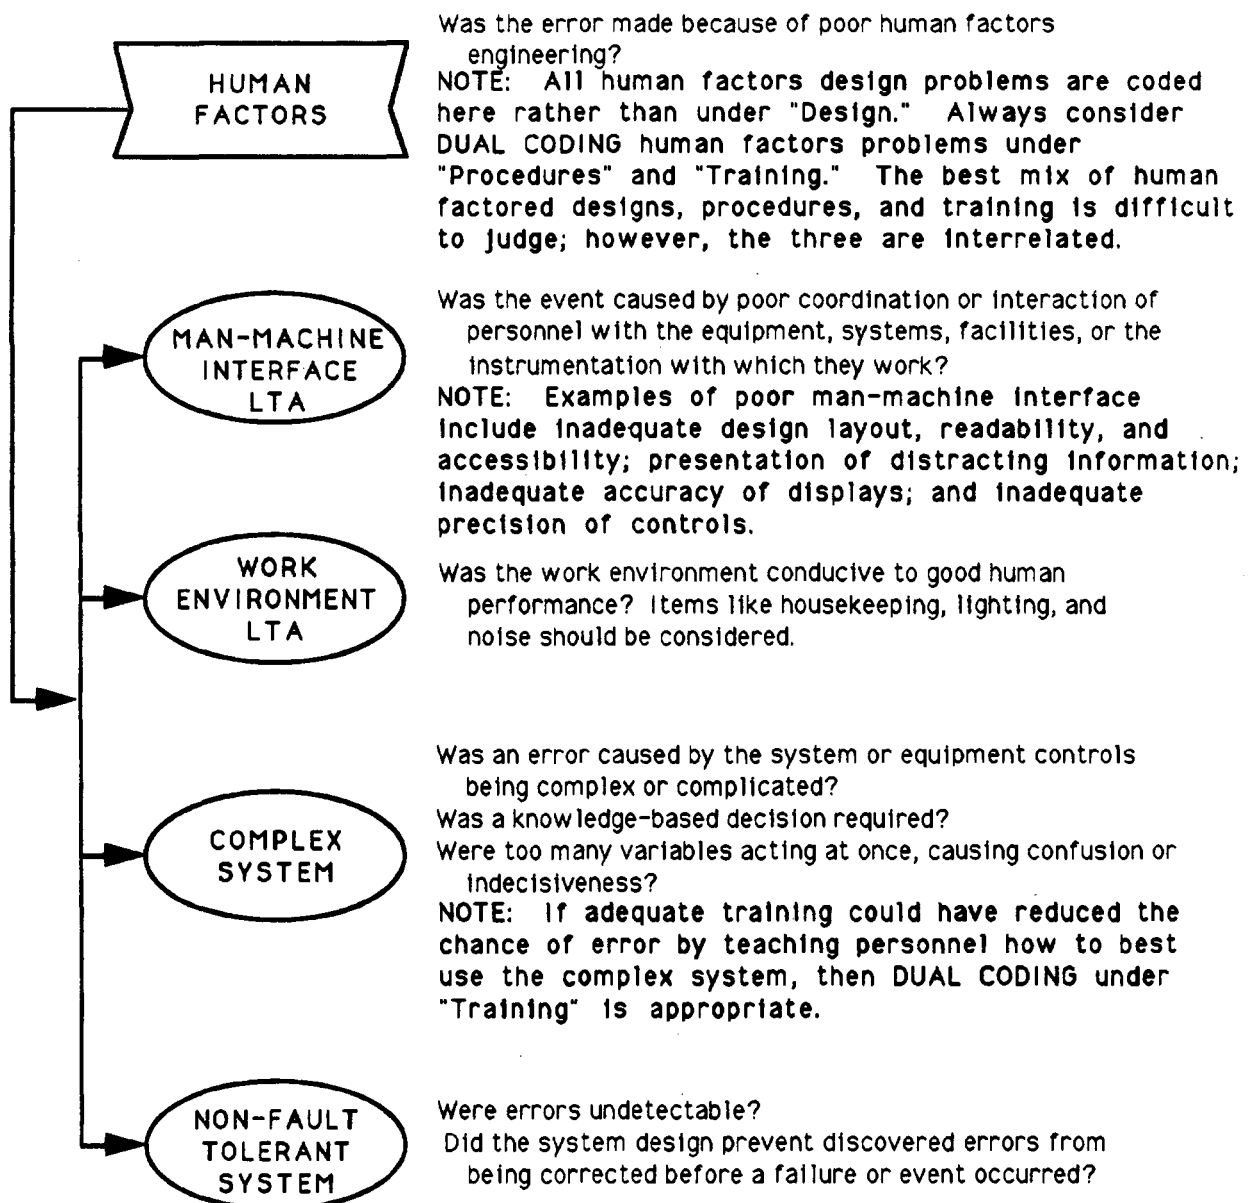 HUMAN
FACTORS
Was the error made because of poor human factors
engineering?
NOTE: All human factors design problems are coded
here rather than under "Design." Always consider
DUAL CODING human factors problems under
"Procedures" and "Training." The best mix of human
factored designs, procedures, and training is difficult
to judge; however, the three are interrelated.
MAN-MACHINE
INTERFACE
LTA
Was the event caused by poor coordination or interaction of
personnel with the equipment, systems, facilities, or the
instrumentation with which they work?
NOTE: Examples of poor man-machine interface
include inadequate design layout, readability, and
accessibility; presentation of distracting information;
inadequate accuracy of displays; and inadequate
precision of controls.
WORK
ENVIRONMENT
LTA
Was the work environment conducive to good human
performance? Items like housekeeping, lighting, and
noise should be considered.
COMPLEX
SYSTEM
Was an error caused by the system or equipment controls
being complex or complicated?
Was a knowledge-based decision required?
Were too many variables acting at once, causing confusion or
indecisiveness?
NOTE: If adequate training could have reduced the
chance of error by teaching personnel how to best
use the complex system, then DUAL CODING under
"Training" is appropriate.
NON-FAULT
TOLERANT
SYSTEM
Were errors undetectable?
Did the system design prevent discovered errors from
being corrected before a failure or event occurred?